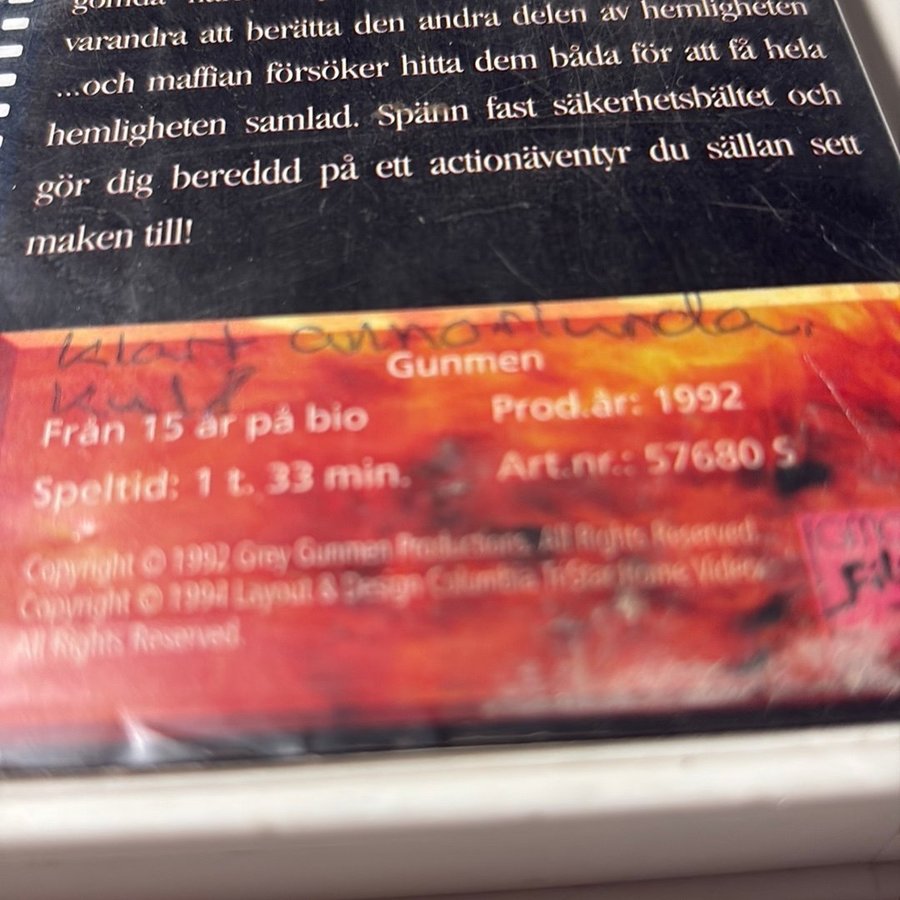 varandra att berätta den andra delen av hemligheten
...och maffian försöker hitta dem båda för att få hela
hemligheten samlad. Spänn fast säkerhetsbältet och
gör dig bereddd på ett actionäventyr du sällan sett
maken till!
Klart annorlunda.
Kul!
Gunmen
Från 15 år på bio
Prod.år: 1992
Speltid: 1 t. 33 min.
Art.nr.: 57680 S
Copyright © 1992 Grey Gunmen Productions. All Rights Reserved.
Copyright © 1994 Layout & Design Columbia TriStar Home Video.
All Rights Reserved.